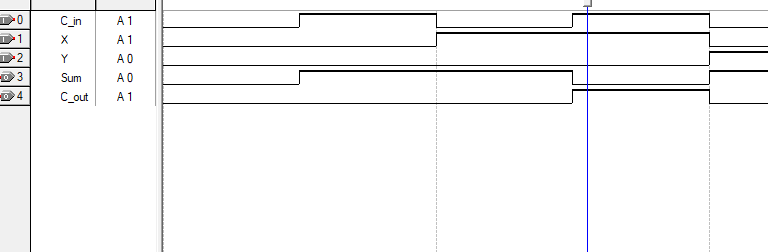 0 C_in A 1
1 X A 1
2 Y A 0
3 Sum A 0
4 C_out A 1